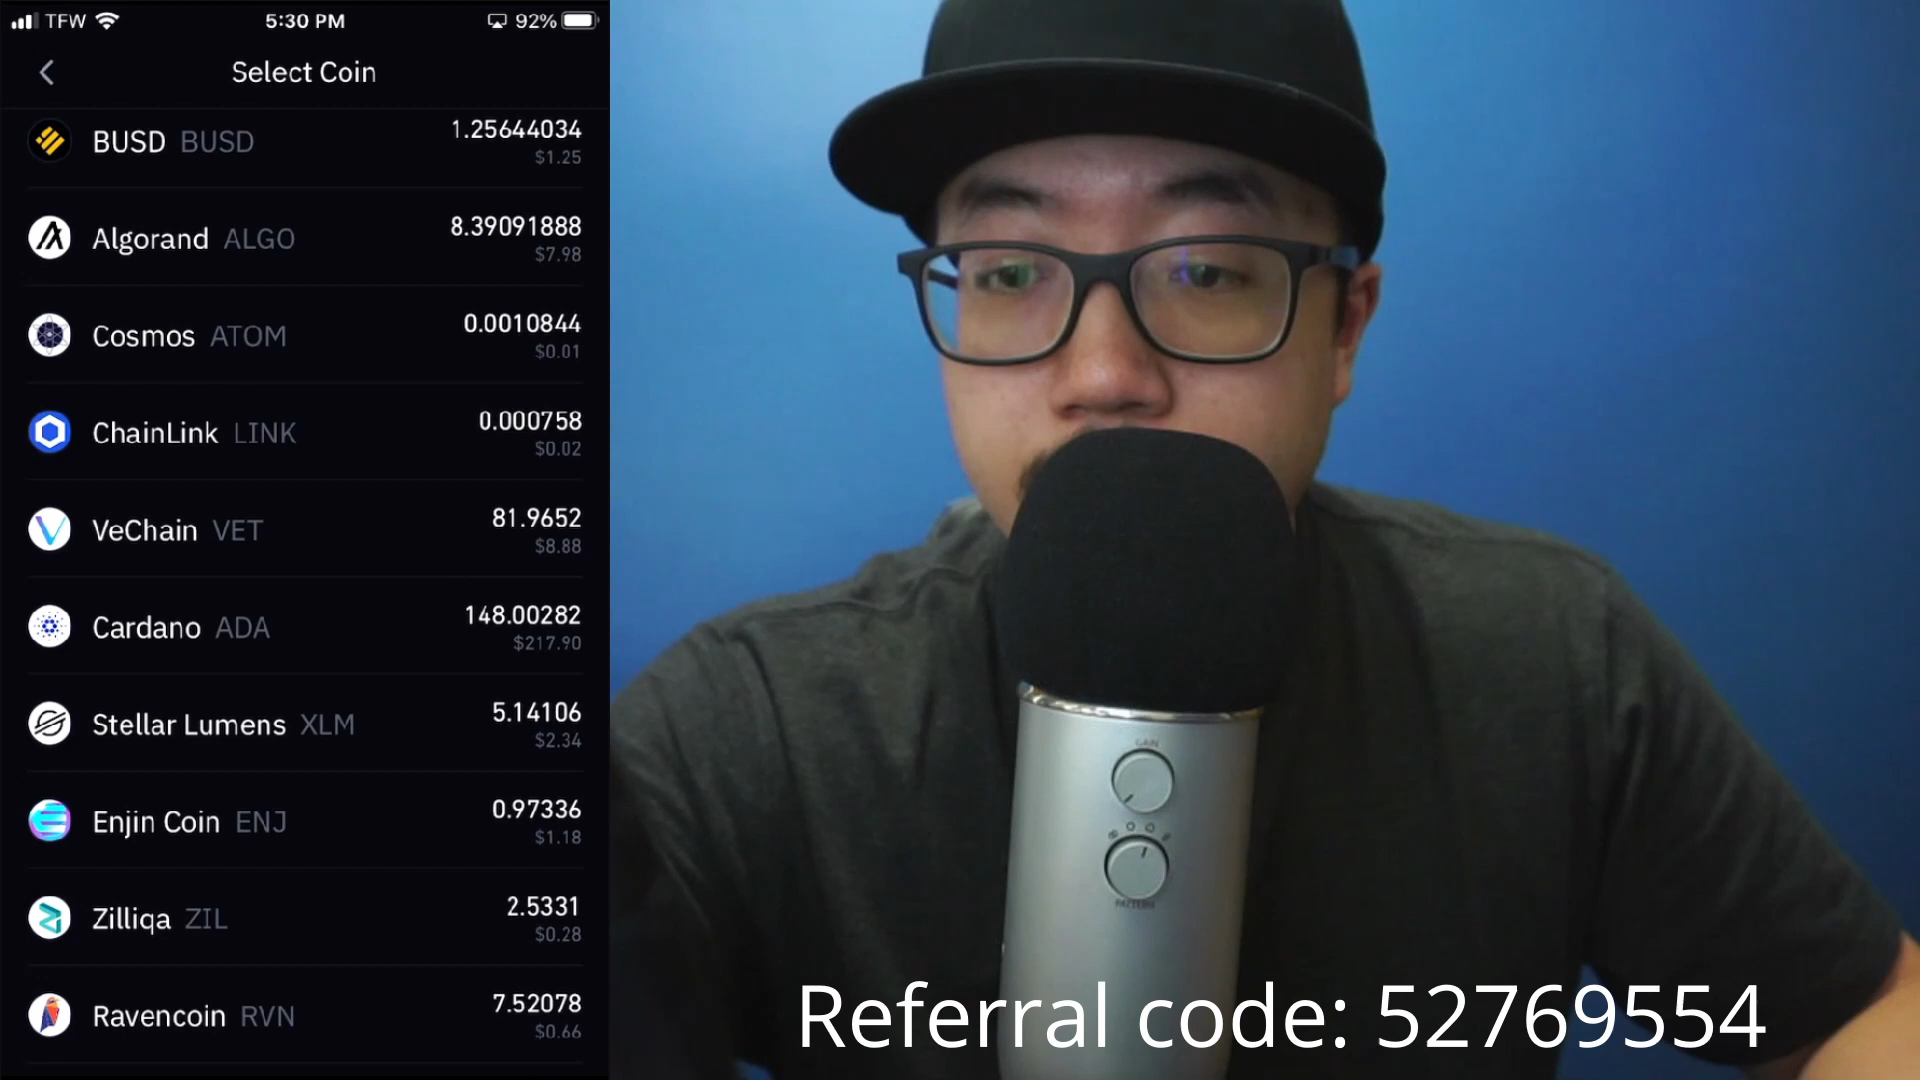 TFW 5:30 PM 92%
Select Coin
BUSD BUSD 1.25644034
$1.25
Algorand ALGO 8.39091888
$7.98
Cosmos ATOM 0.0010844
$0.01
ChainLink LINK 0.000758
$0.02
VeChain VET 81.9652
$8.88
Cardano ADA 148.00282
$217.90
Stellar Lumens XLM 5.14106
$2.34
Enjin Coin ENJ 0.97336
$1.18
Zilliqa ZIL 2.5331
$0.28
Ravencoin RVN 7.52078
$0.66
GAIN
PATTERN
Referral code: 52769554